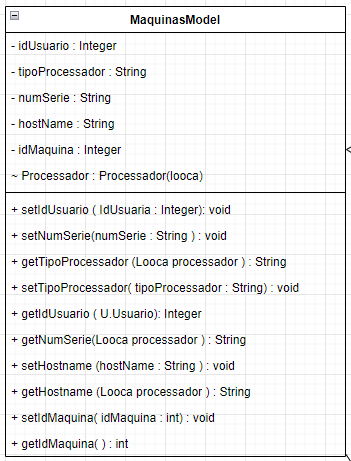 MaquinasModel
- idUsuario : Integer
- tipoProcessador : String
- numSerie : String
- hostName : String
- idMaquina : Integer
~ Processador : Processador(looca)
+ setIdUsuario ( IdUsuaria : Integer): void
+ setNumSerie(numSerie : String ) : void
+ getTipoProcessador (Looca processador ) : String
+ setTipoProcessador( tipoProcessador : String) : void
+ getIdUsuario ( U.Usuario): Integer
+ getNumSerie(Looca processador ) : String
+ setHostname (hostName : String ) : void
+ getHostname (Looca processador ) : String
+ setIdMaquina( idMaquina : int) : void
+ getIdMaquina( ) : int